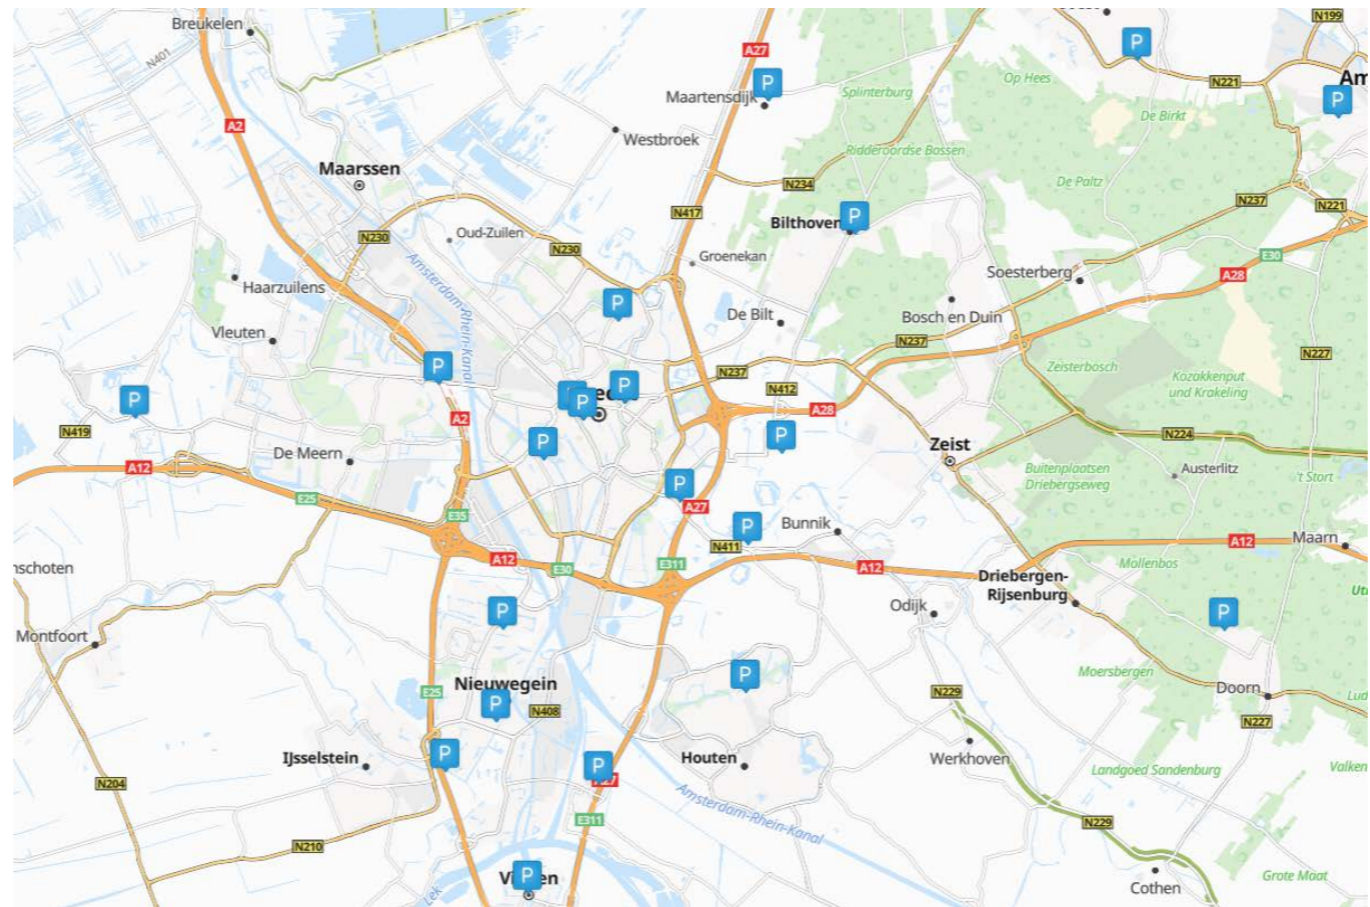 Breukelen
N199
N401
A27
P
Op Hees
N221
Am
P
Maartensdijk
P
Splinterburg
De Birkt
A2
Westbroek
Ridderoordse Bossen
Maarssen
N234
De Paltz
N237
N221
N417
Bilthoven
P
N230
Oud-Zuilen
N230
Groenekan
E30
Amsterdam-Rhein-Kanal
Soesterberg
A28
Haarzuilens
P
De Bilt
Bosch en Duin
Vleuten
N237
N227
P
N237
Zeisterbosch
Kozakkenput
und Krakeling
P
P
P
P
N412
A28
A2
N419
P
P
N224
De Meern
Zeist
A12
Buitenplaatsen
Driebergseweg
Austerlitz
't Stort
E25
P
A27
E35
P
Bunnik
N411
A12
Maarn
A12
E30
E311
A12
Mollenbos
nschoten
Driebergen-
Rijsenburg
Odijk
P
P
Montfoort
P
Moersbergen
Nieuwegein
E25
N229
Doorn
P
N408
N227
IJsselstein
P
P
Houten
Werkhoven
Landgoed Sandenburg
Valken
N204
Amsterdam-Rhein-Kanal
E311
N229
N210
P
Lek
Cothen
Grote Maat